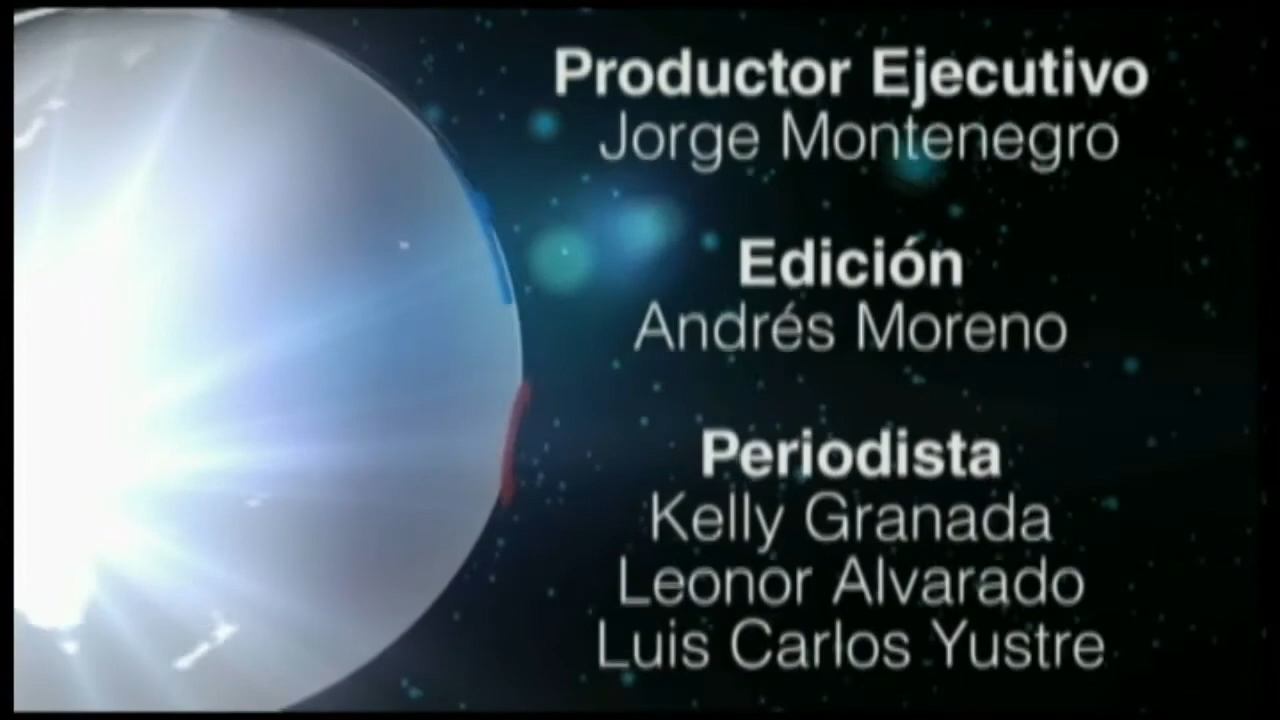 Productor Ejecutivo
Jorge Montenegro
Edición
Andrés Moreno
Periodista
Kelly Granada
Leonor Alvarado
Luis Carlos Yustre